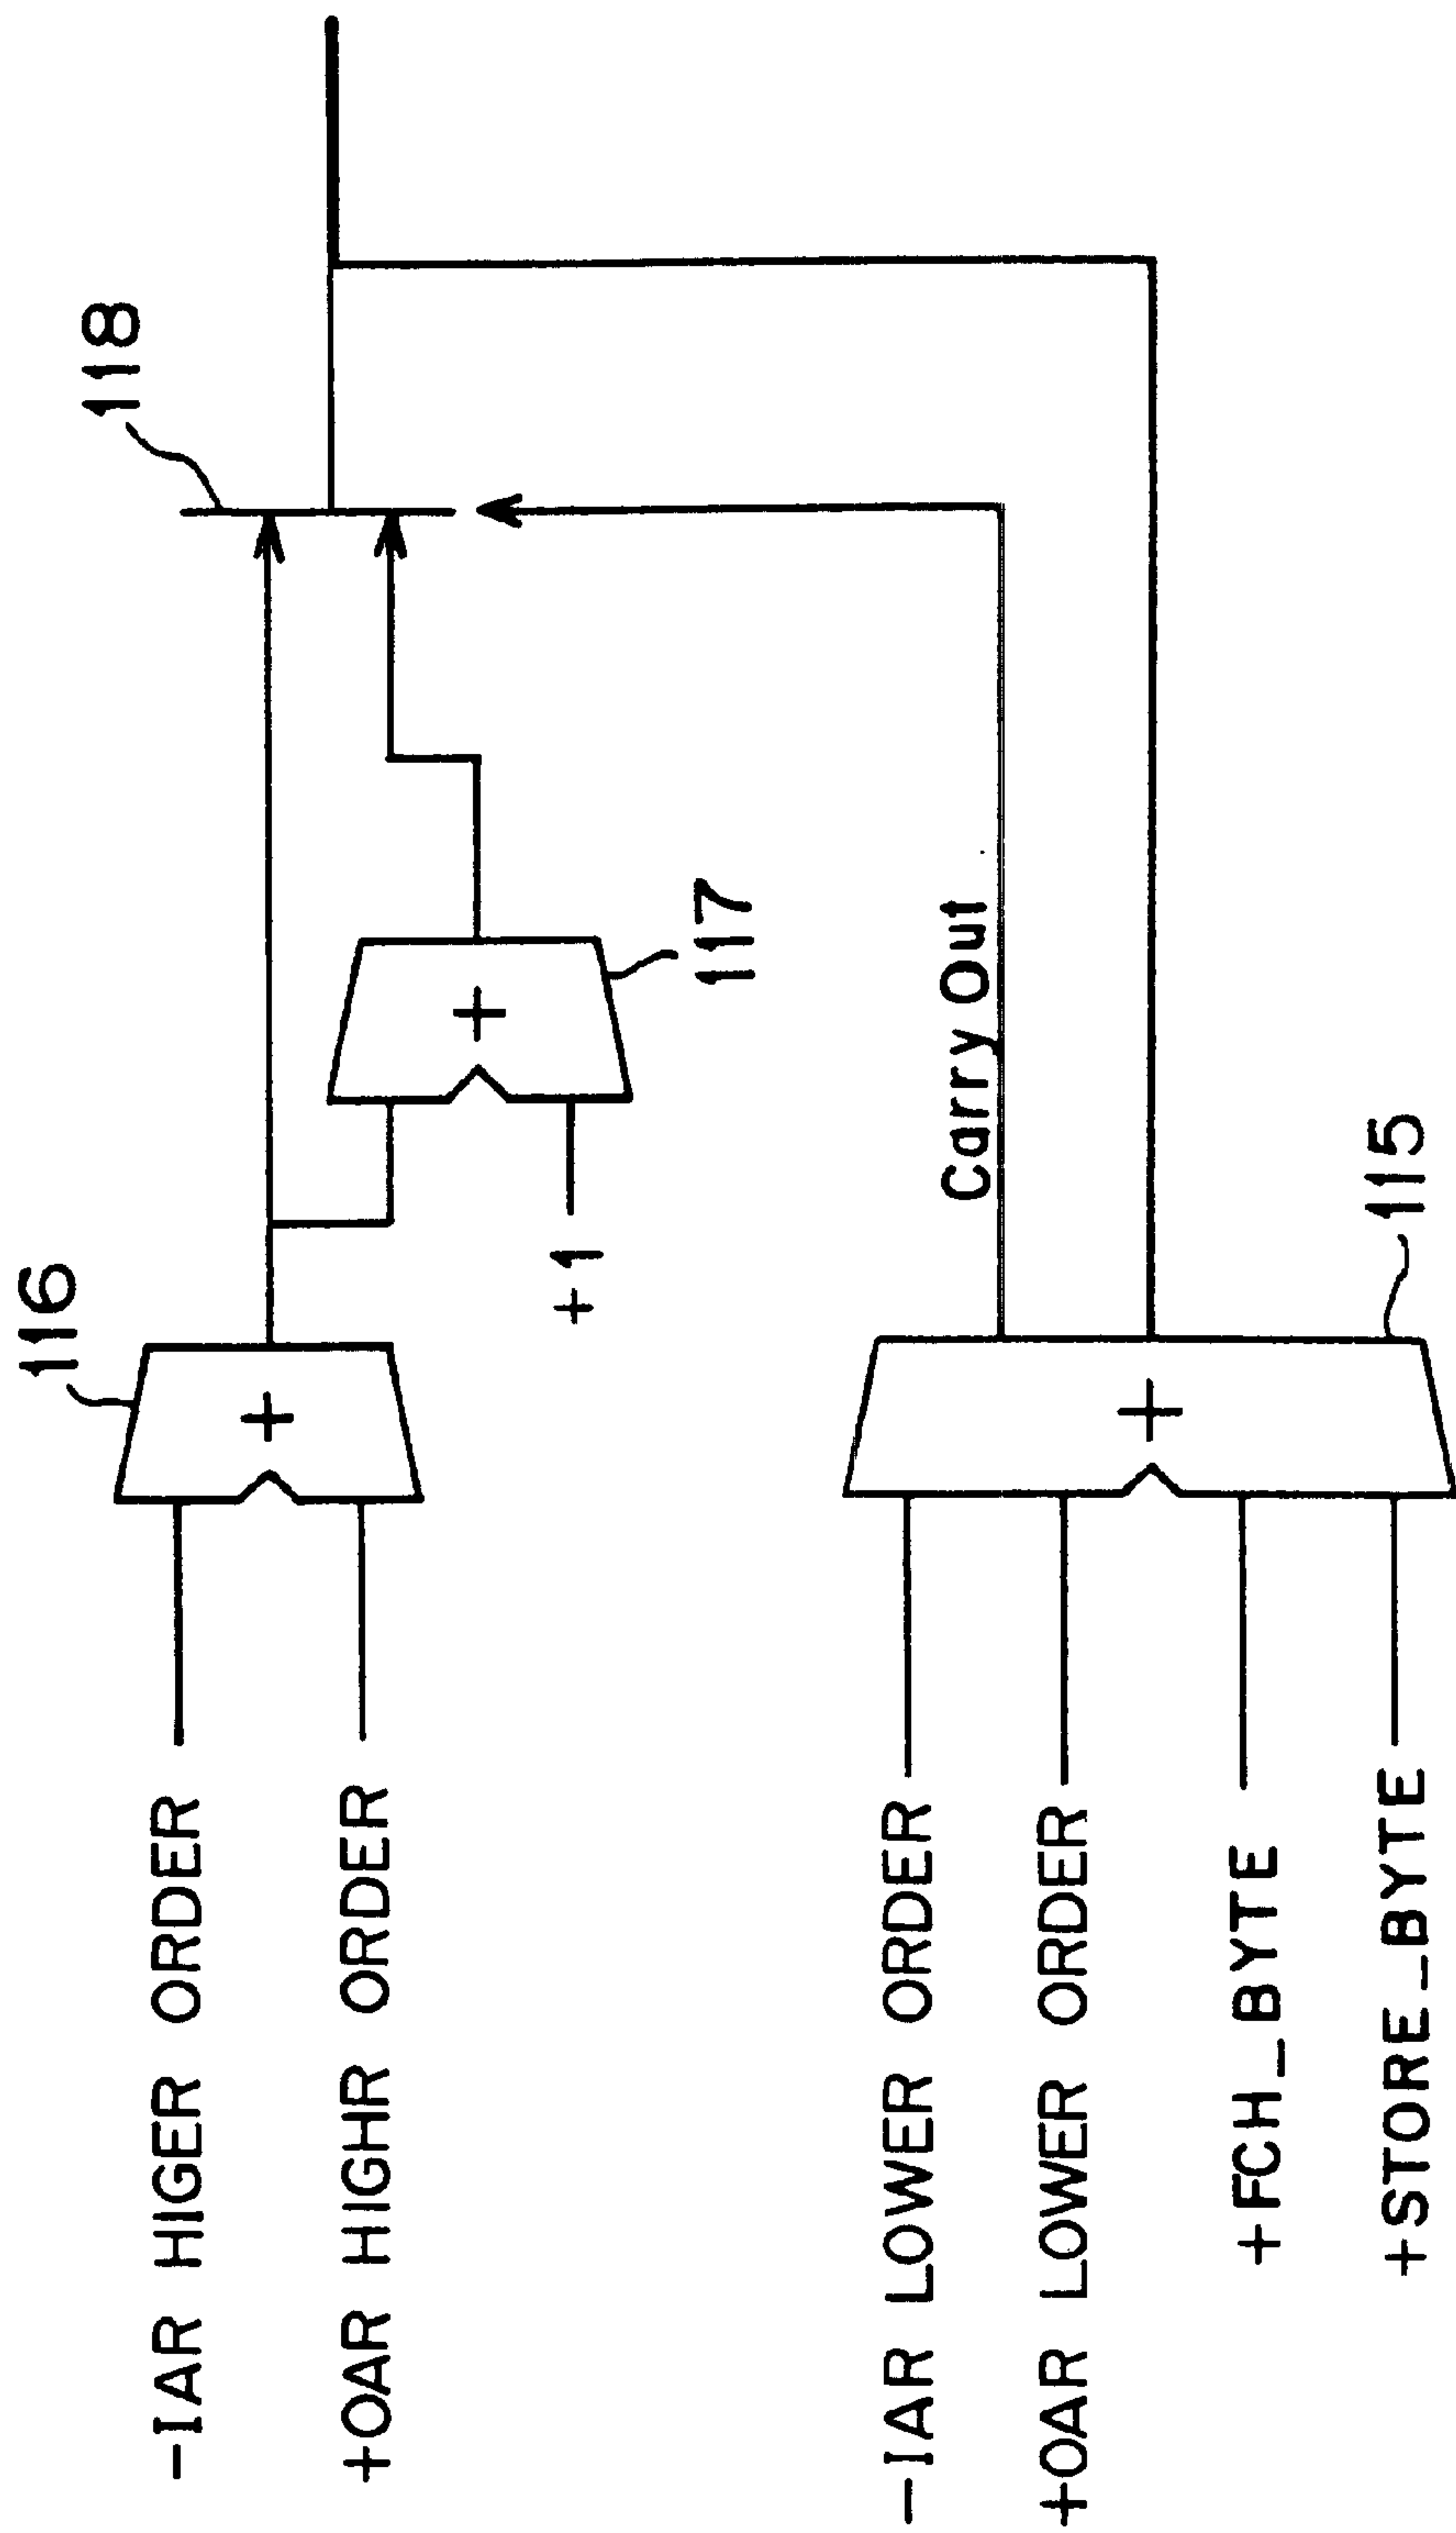 116
-IAR HIGER ORDER
+OAR HIGHR ORDER
118
+1
117
Carry Out
-IAR LOWER ORDER
+OAR LOWER ORDER
+FCH_BYTE
+STORE_BYTE
115